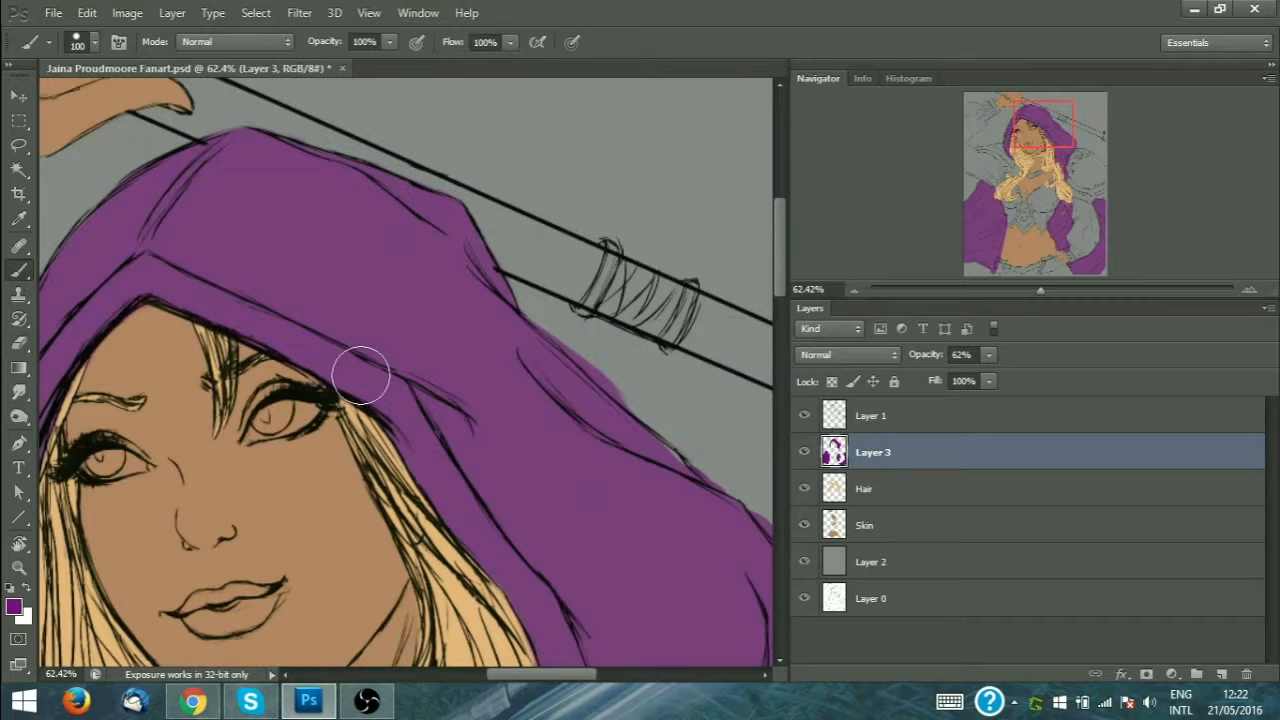 Ps File Edit Image Layer Type Select Filter 3D View Window Help
100 Mode: Normal Opacity: 100% Flow: 100% Essentials
Jaina Proudmoore Fanart.psd @ 62.4% (Layer 3, RGB/8#) * ×
Navigator Info Histogram
62.42%
Layers
Kind
Normal Opacity: 62%
Lock: Fill: 100%
Layer 1
Layer 3
Hair
Skin
Layer 2
Layer 0
62.42% Exposure works in 32-bit only
Ps ENG 12:22
INTL 21/05/2016